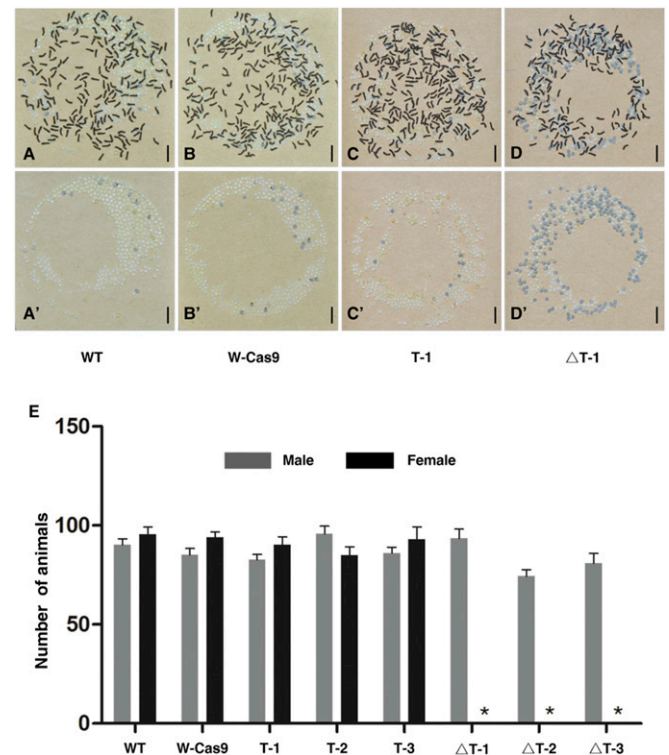 A B C D
A' B' C' D'
WT W-Cas9 T-1 △T-1
E
150
Male Female
100
Number of animals
50
0
* * *
WT W-Cas9 T-1 T-2 T-3 △T-1 △T-2 △T-3